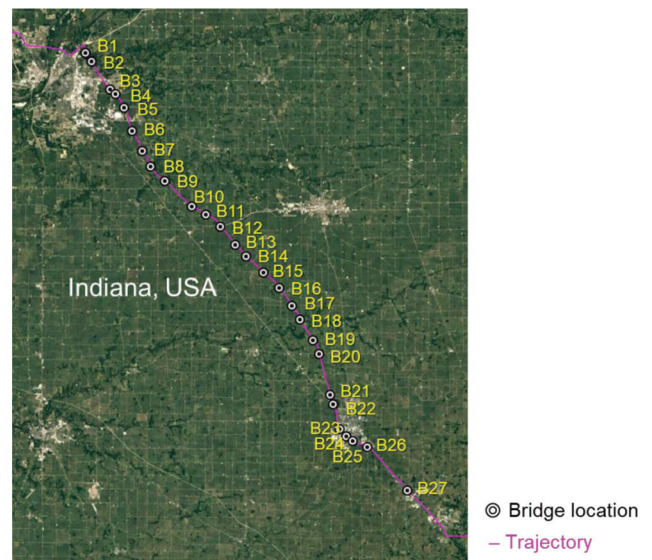 B1
B2
B3
B4
B5
B6
B7
B8
B9
B10
B11
B12
B13
B14
B15
Indiana, USA
B16
B17
B18
B19
B20
B21
B22
B23
B24
B25
B26
B27
Bridge location
Trajectory